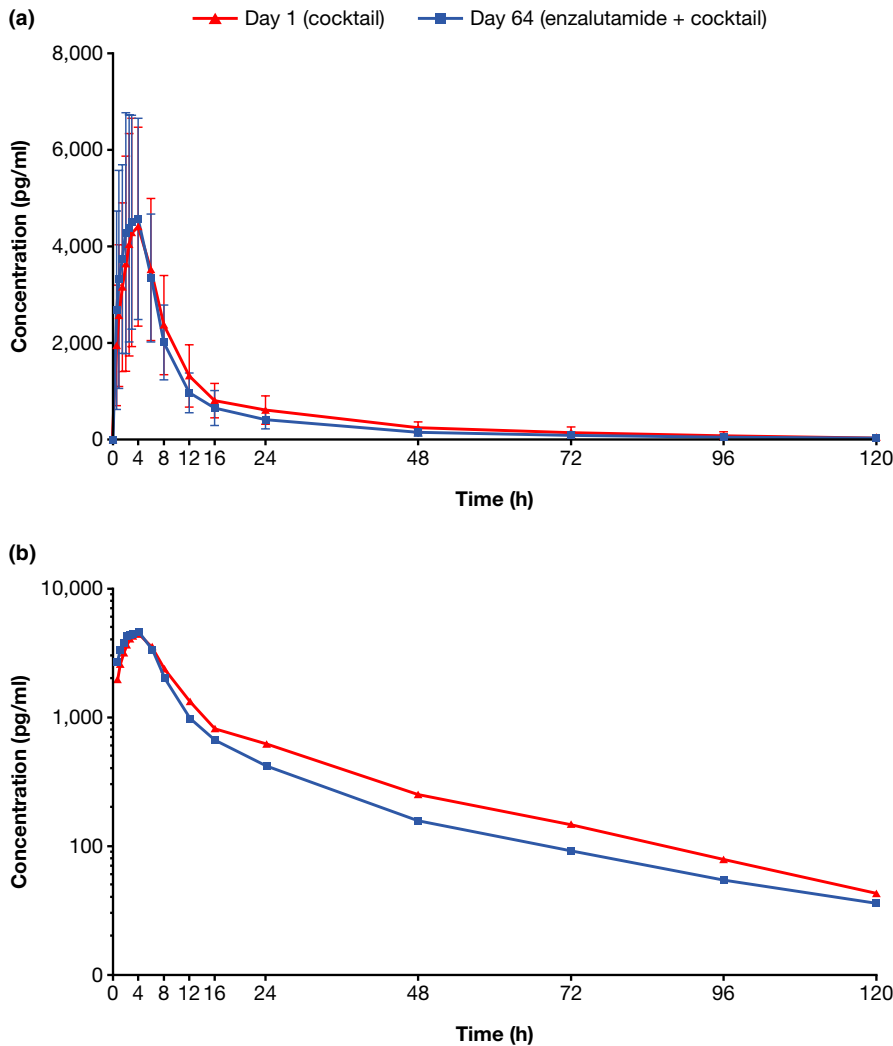 (a)
Day 1 (cocktail) Day 64 (enzalutamide + cocktail)
Concentration (pg/ml)
8,000
6,000
4,000
2,000
0
0 4 8 12 16 24 48 72 96 120
Time (h)
(b)
Concentration (pg/ml)
10,000
1,000
100
0
0 4 8 12 16 24 48 72 96 120
Time (h)